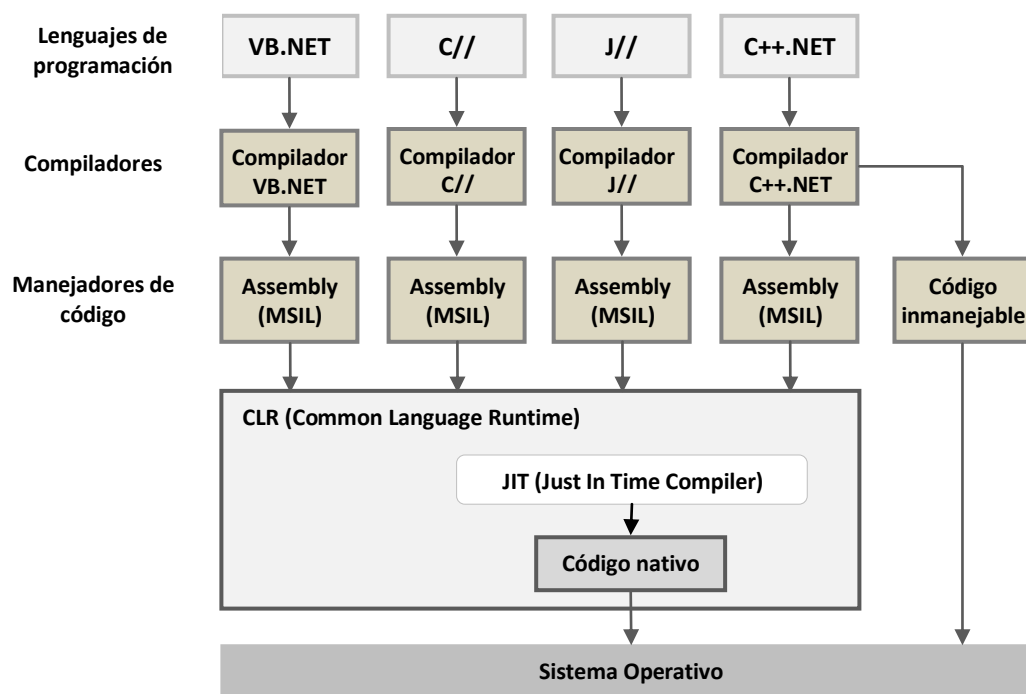 Lenguajes de
programación
VB.NET
C//
J//
C++.NET
Compiladores
Compilador
VB.NET
Compilador
C//
Compilador
J//
Compilador
C++.NET
Manejadores de
código
Assembly
(MSIL)
Assembly
(MSIL)
Assembly
(MSIL)
Assembly
(MSIL)
Código
inmanejable
CLR (Common Language Runtime)
JIT (Just In Time Compiler)
Código nativo
Sistema Operativo